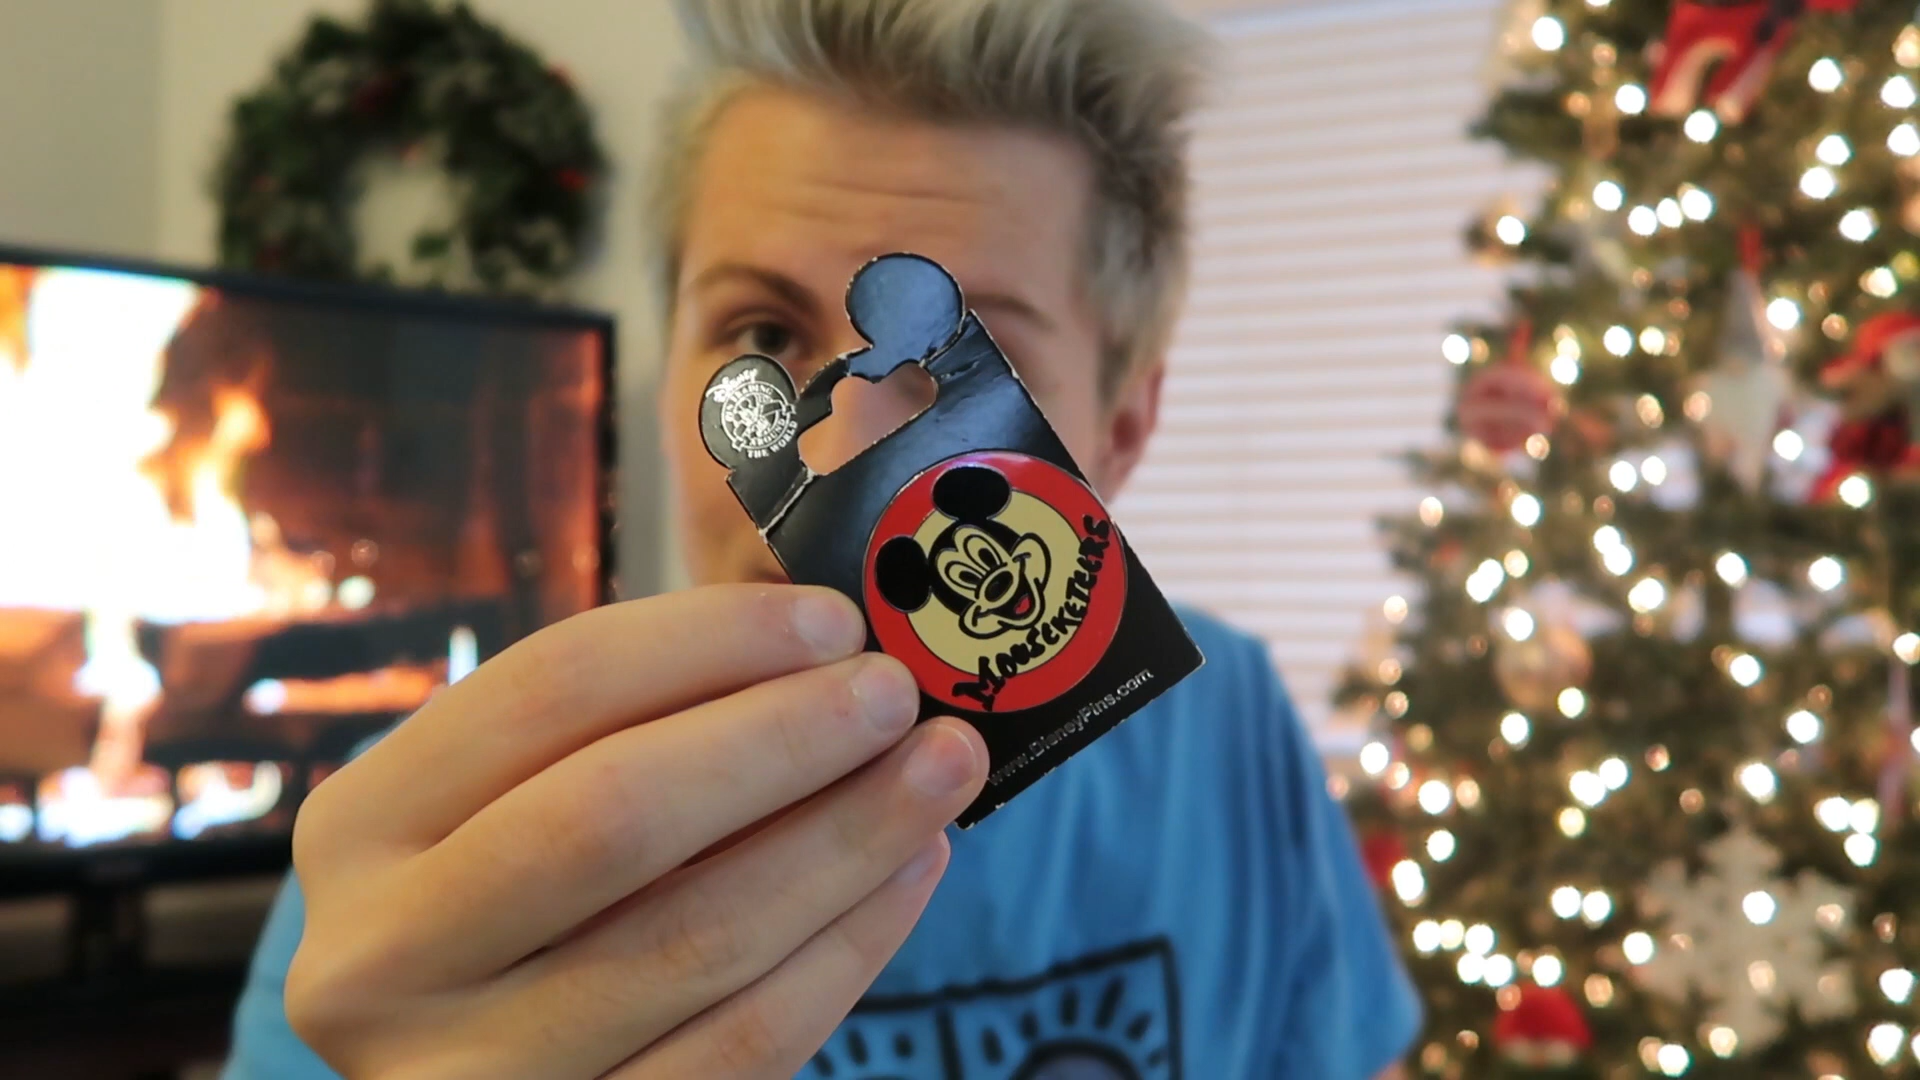 Disney
TRADING
AROUND
THE WORLD
MouseketeerS
www.DisneyPins.com